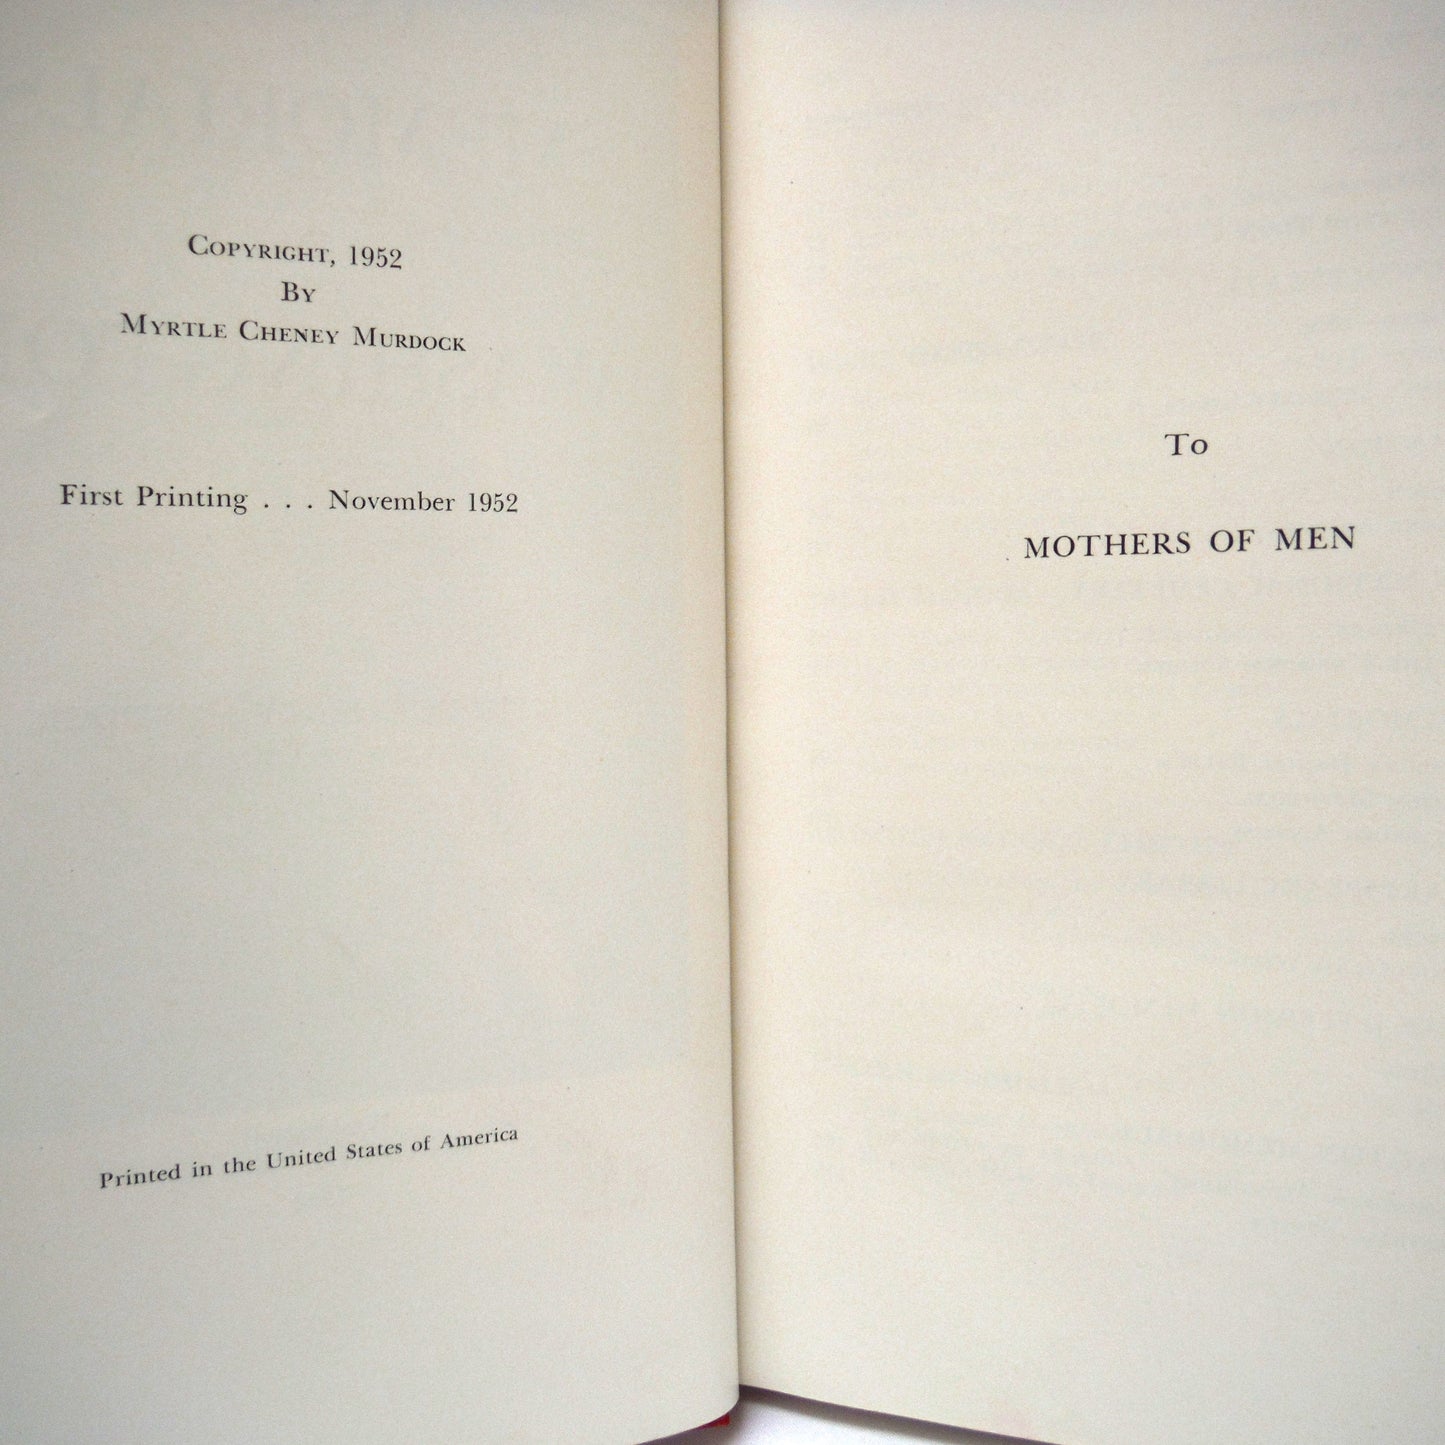 Copyright, 1952
By
Myrtle Cheney Murdock
First Printing . . . November 1952
Printed in the United States of America
To
MOTHERS OF MEN